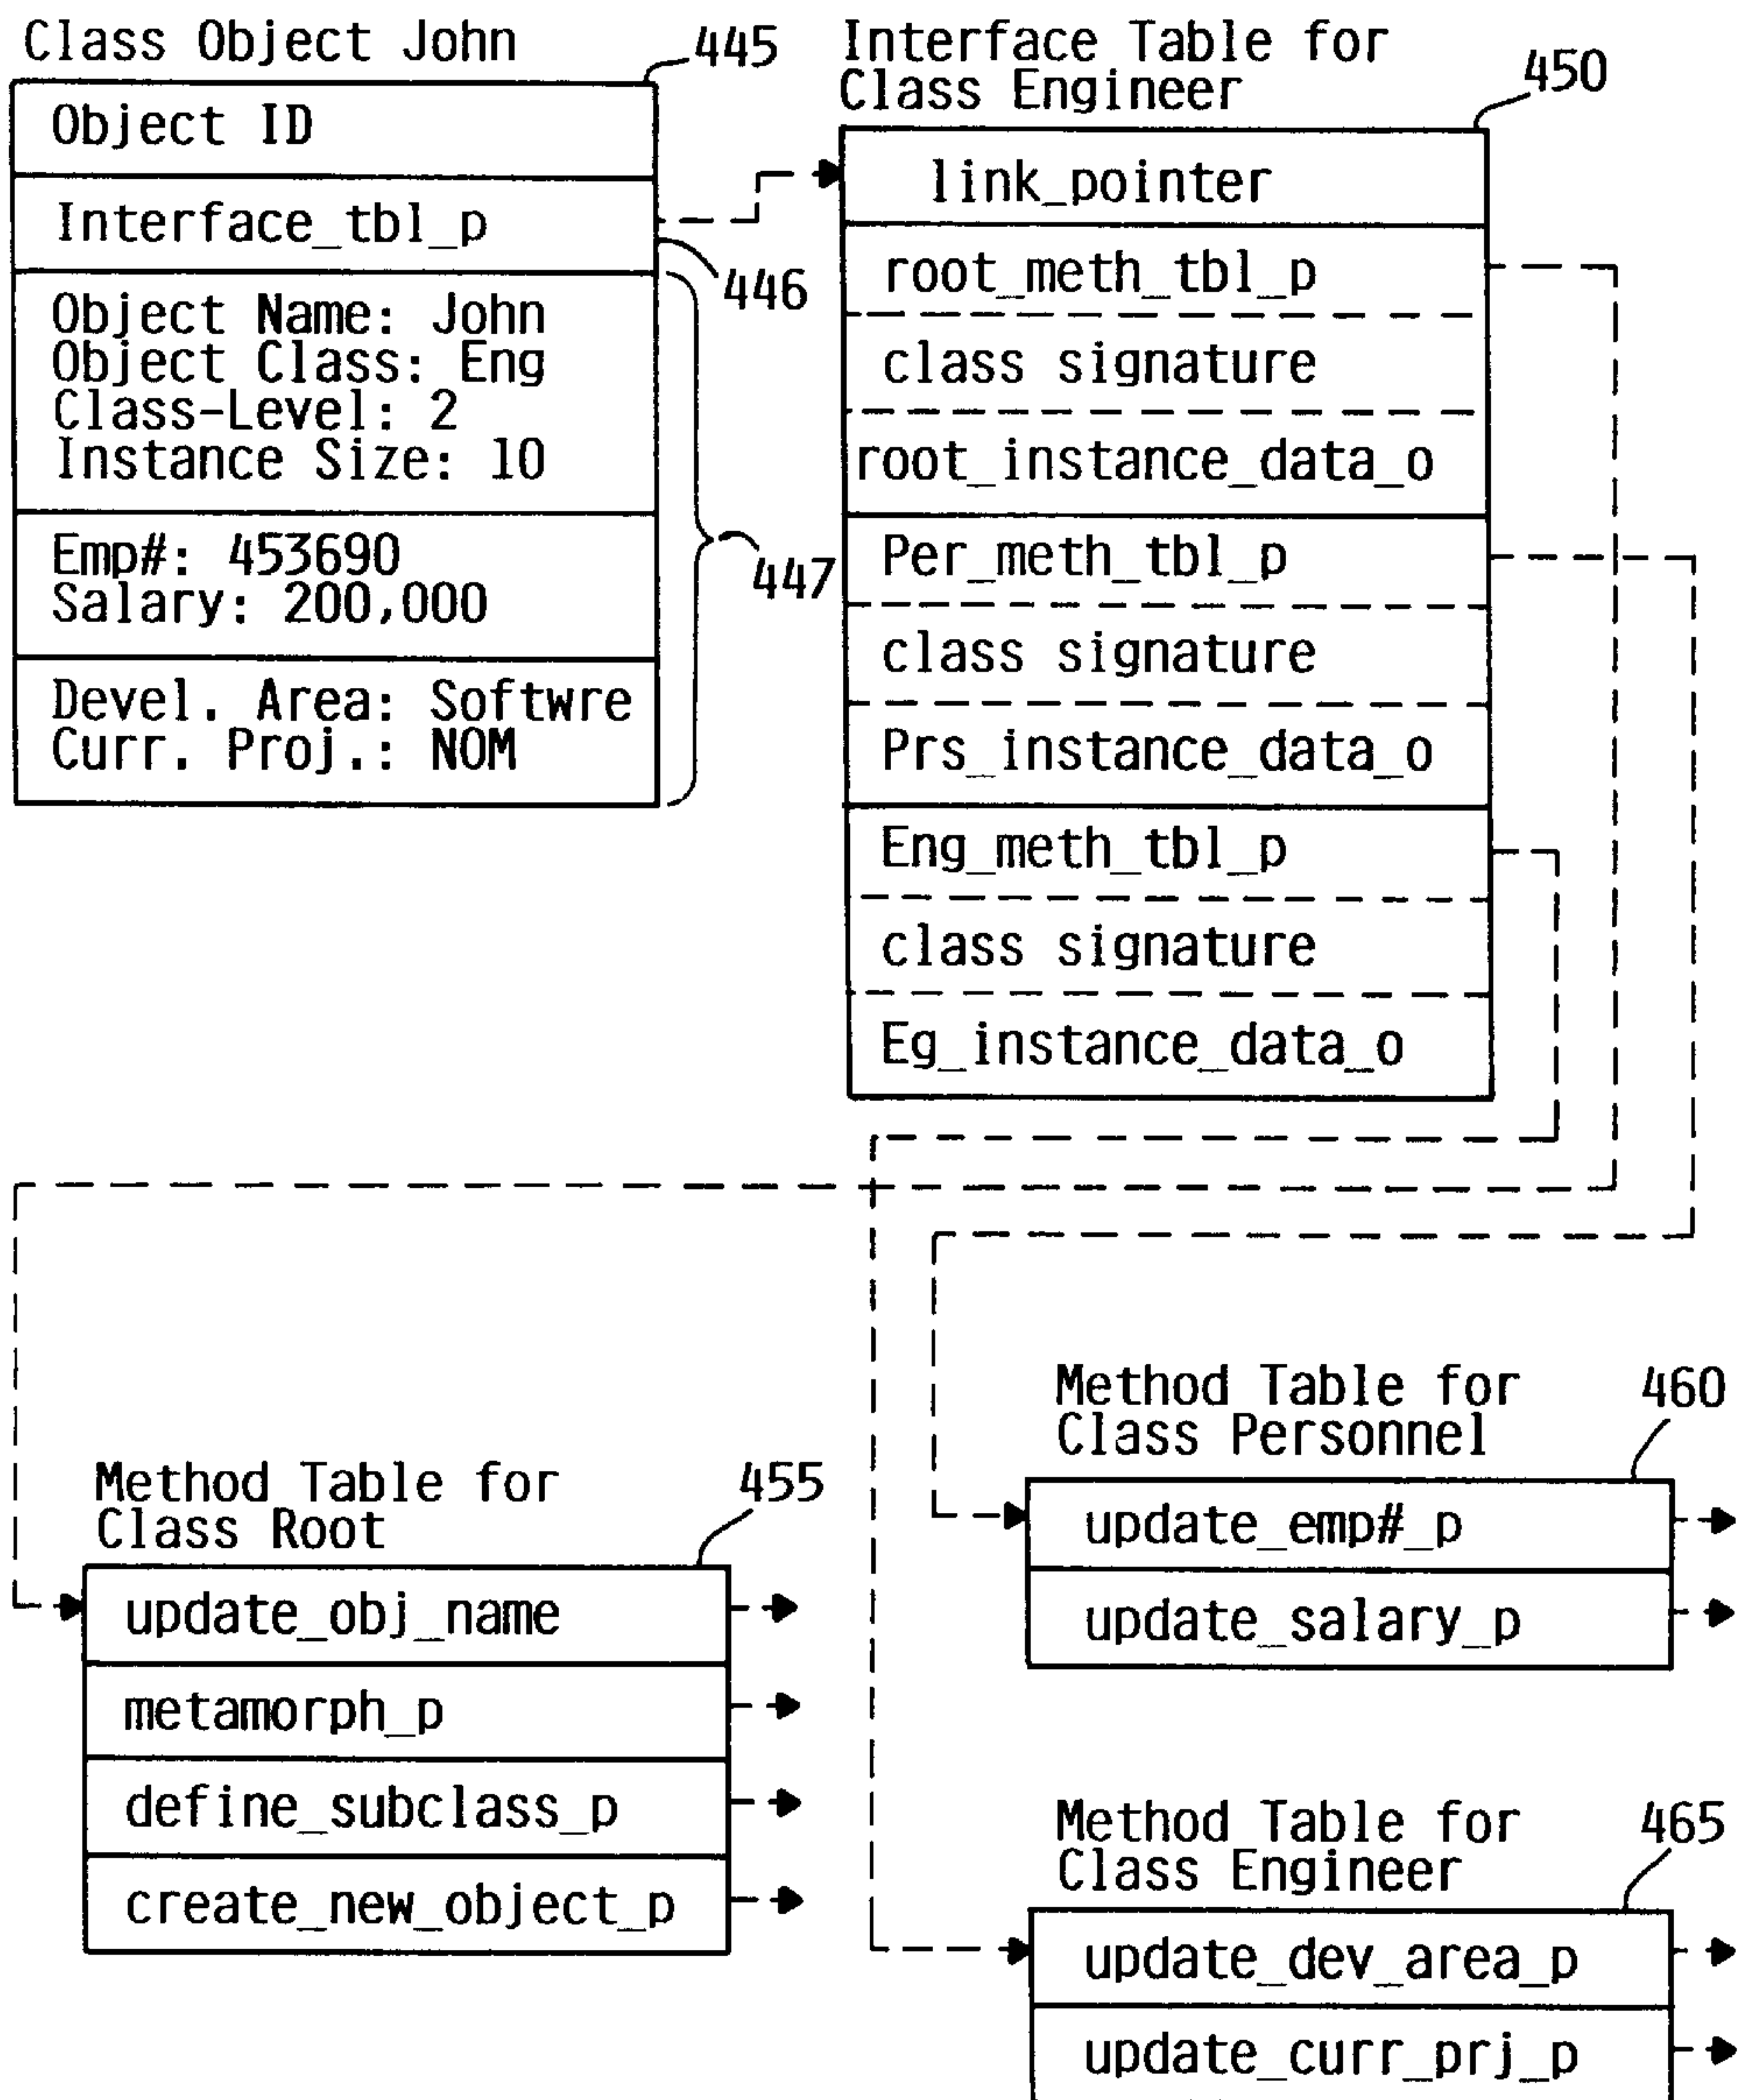 Class Object John
445
Object ID
Interface_tbl_p
446
Object Name: John
Object Class: Eng
Class-Level: 2
Instance Size: 10
Emp#: 453690
Salary: 200,000
447
Devel. Area: Softwre
Curr. Proj.: NOM
Interface Table for
Class Engineer
450
link_pointer
root_meth_tbl_p
class signature
root_instance_data_o
Per_meth_tbl_p
class signature
Prs_instance_data_o
Eng_meth_tbl_p
class signature
Eg_instance_data_o
Method Table for
Class Root
455
update_obj_name
metamorph_p
define_subclass_p
create_new_object_p
Method Table for
Class Personnel
460
update_emp#_p
update_salary_p
Method Table for
Class Engineer
465
update_dev_area_p
update_curr_prj_p